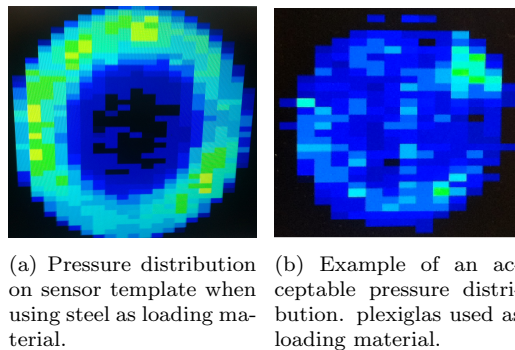 (a) Pressure distribution
on sensor template when
using steel as loading ma-
terial.
(b) Example of an ac-
ceptable pressure distri-
bution. plexiglas used as
loading material.